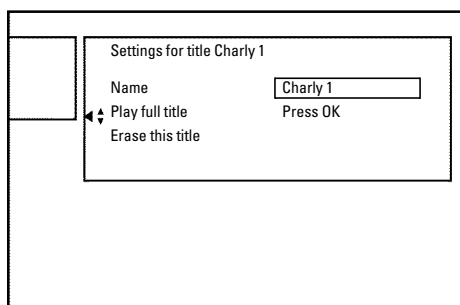 Settings for title Charly 1
Name Charly 1
Play full title Press OK
Erase this title